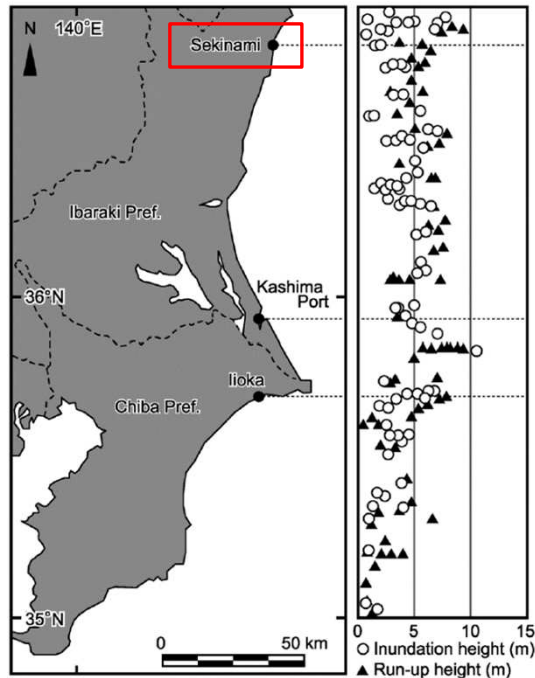 N
140°E
Sekinami
Ibaraki Pref.
Kashima
Port
36°N
Iioka
Chiba Pref.
35°N
0 50 km
0 5 10 15
Inundation height (m)
Run-up height (m)